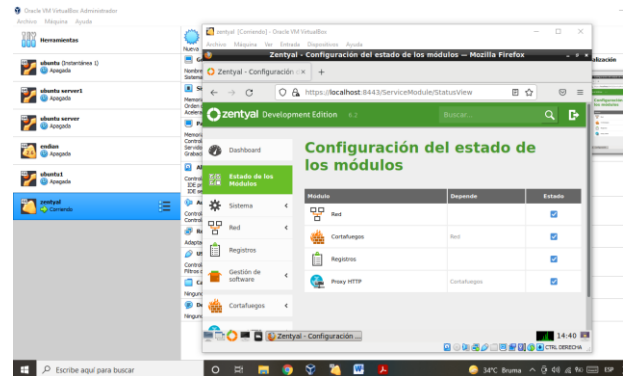 Oracle VM VirtualBox Administrador
Archivo Máquina Ayuda
Herramientas
ubuntu (Instantánea 1)
Apagada
ubuntu server1
Apagada
ubuntu server
Apagada
endian
Apagada
ubuntu1
Apagada
zentyal
Corriendo
Nueva
zentyal [Corriendo] - Oracle VM VirtualBox
Archivo Máquina Ver Entrada Dispositivos Ayuda
Zentyal - Configuración del estado de los módulos — Mozilla Firefox
Zentyal - Configuración
https://localhost:8443/ServiceModule/StatusView
zentyal Development Edition 6.2
Buscar...
Dashboard
Estado de los Módulos
Sistema
Red
Registros
Gestión de software
Cortafuegos
Configuración del estado de los módulos
Módulo Depende Estado
Red
Cortafuegos Red
Registros
Proxy HTTP Cortafuegos
Zentyal - Configuración ...
14:40
CTRL DERECHA
Escribe aquí para buscar
34°C Bruma
ESP